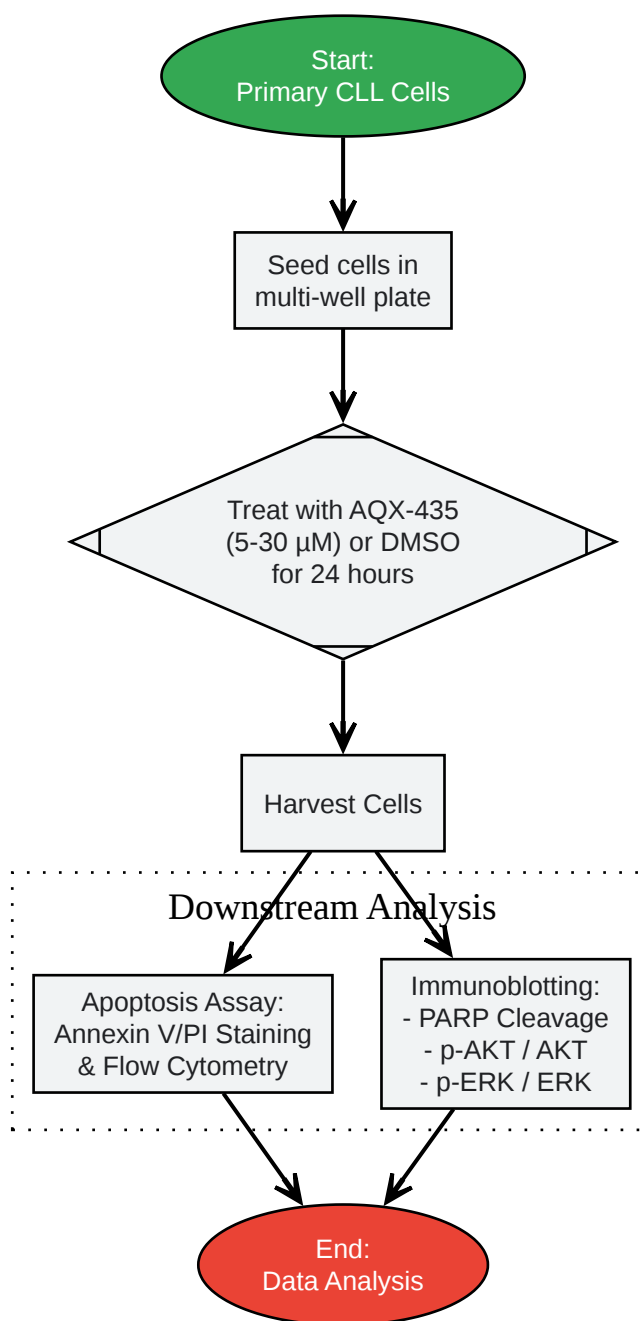 Start:
Primary CLL Cells
Seed cells in
multi-well plate
Treat with AQX-435
(5-30 µM) or DMSO
for 24 hours
Harvest Cells
Downstream Analysis
Apoptosis Assay:
Annexin V/PI Staining
& Flow Cytometry
Immunoblotting:
- PARP Cleavage
- p-AKT / AKT
- p-ERK / ERK
End:
Data Analysis